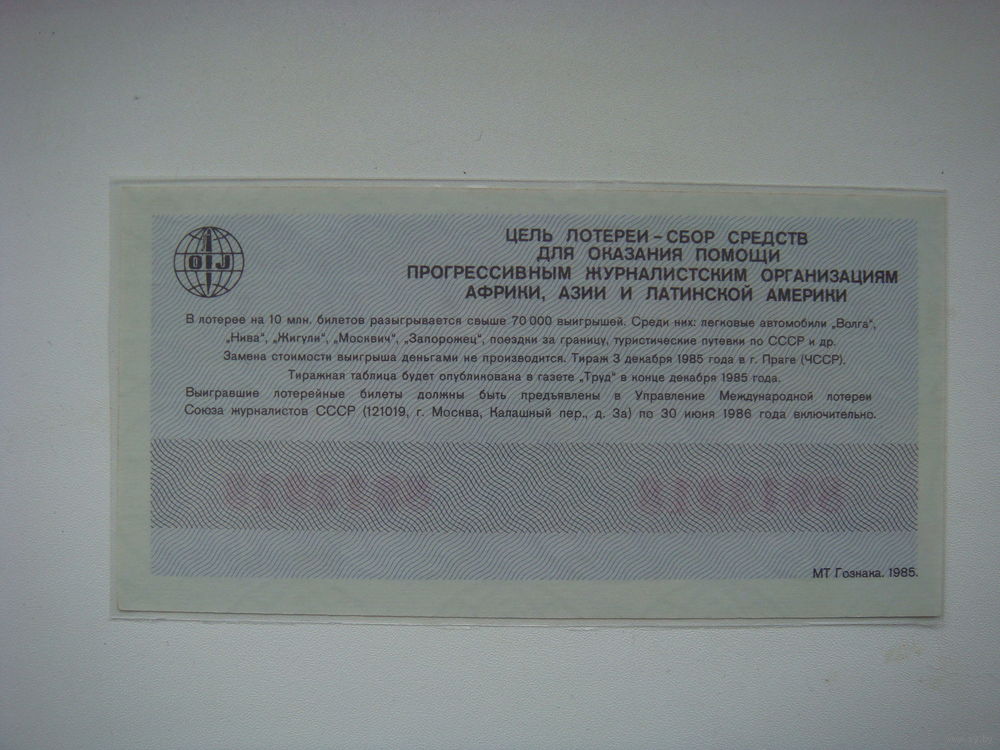 OIJ
ЦЕЛЬ ЛОТЕРЕИ – СБОР СРЕДСТВ
ДЛЯ ОКАЗАНИЯ ПОМОЩИ
ПРОГРЕССИВНЫМ ЖУРНАЛИСТСКИМ ОРГАНИЗАЦИЯМ
АФРИКИ, АЗИИ И ЛАТИНСКОЙ АМЕРИКИ
В лотерее на 10 млн. билетов разыгрывается свыше 70 000 выигрышей. Среди них: легковые автомобили „Волга“,
„Нива“, „Жигули“, „Москвич“, „Запорожец“, поездки за границу, туристические путевки по СССР и др.
Замена стоимости выигрыша деньгами не производится. Тираж 3 декабря 1985 года в г. Праге (ЧССР).
Тиражная таблица будет опубликована в газете „Труд“ в конце декабря 1985 года.
Выигравшие лотерейные билеты должны быть предъявлены в Управление Международной лотереи
Союза журналистов СССР (121019, г. Москва, Калашный пер., д. 3а) по 30 июня 1986 года включительно.
МТ Гознака. 1985.